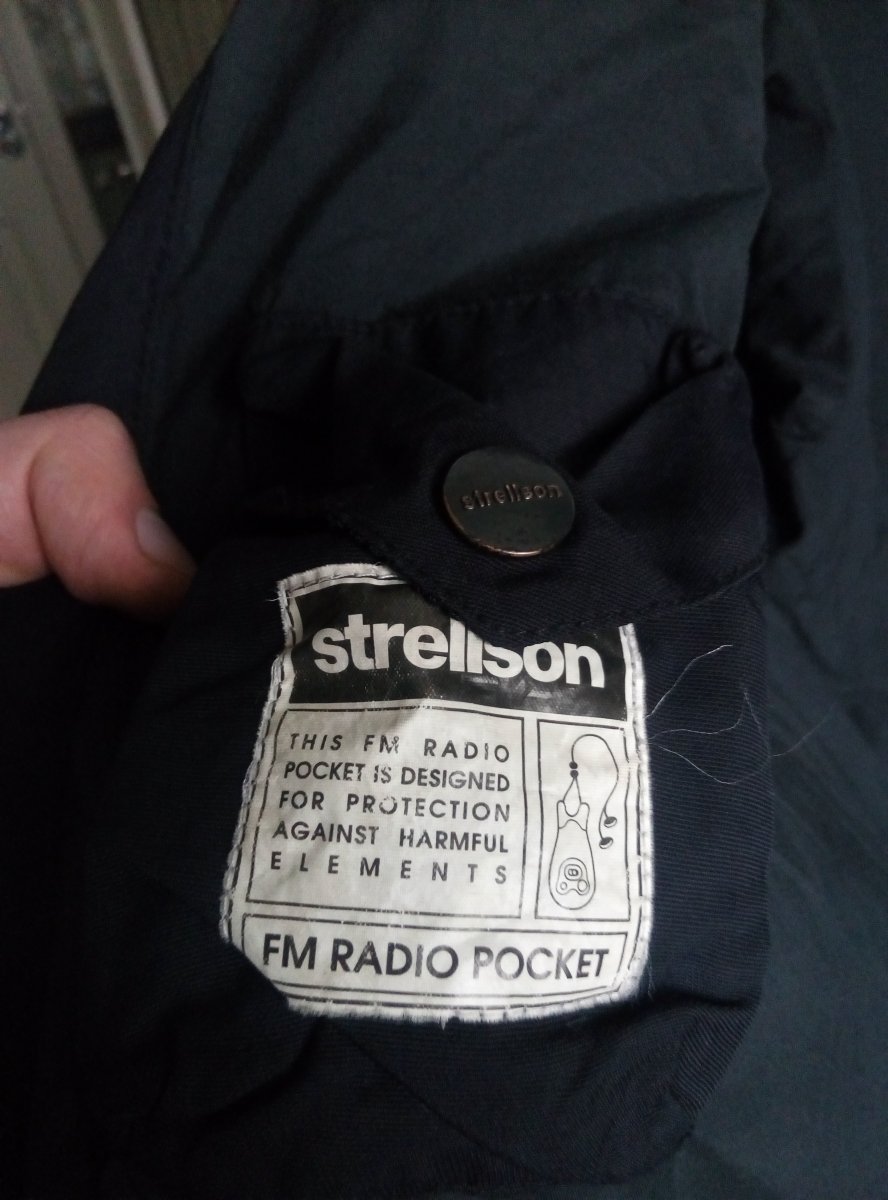 strellson
strellson
THIS FM RADIO
POCKET IS DESIGNED
FOR PROTECTION
AGAINST HARMFUL
ELEMENTS
FM RADIO POCKET